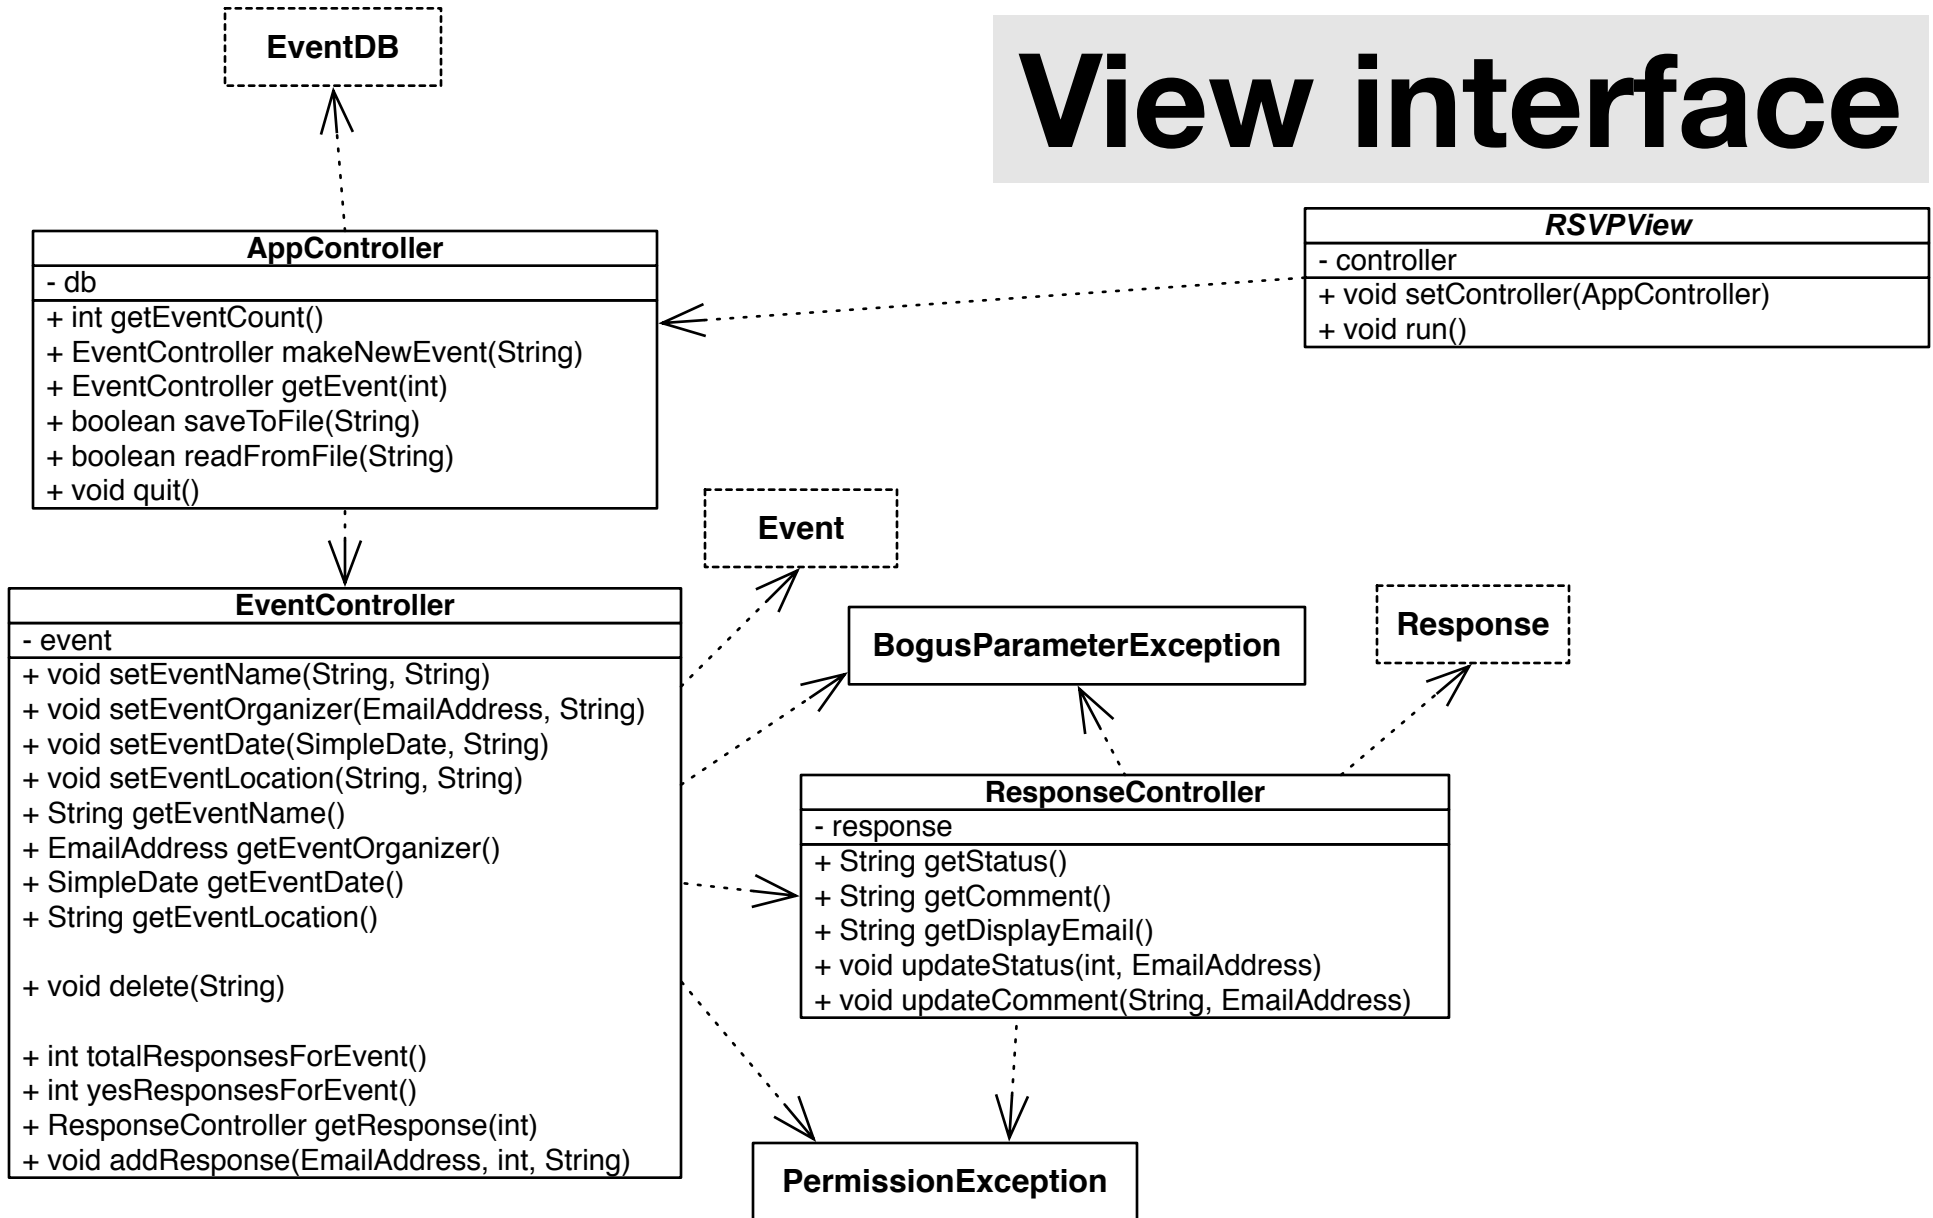 EventDB
View interface
AppController
- db
+ int getEventCount()
+ EventController makeNewEvent(String)
+ EventController getEvent(int)
+ boolean saveToFile(String)
+ boolean readFromFile(String)
+ void quit()
RSVPView
- controller
+ void setController(AppController)
+ void run()
Event
EventController
- event
+ void setEventName(String, String)
+ void setEventOrganizer(EmailAddress, String)
+ void setEventDate(SimpleDate, String)
+ void setEventLocation(String, String)
+ String getEventName()
+ EmailAddress getEventOrganizer()
+ SimpleDate getEventDate()
+ String getEventLocation()
+ void delete(String)
+ int totalResponsesForEvent()
+ int yesResponsesForEvent()
+ ResponseController getResponse(int)
+ void addResponse(EmailAddress, int, String)
BogusParameterException
Response
ResponseController
- response
+ String getStatus()
+ String getComment()
+ String getDisplayEmail()
+ void updateStatus(int, EmailAddress)
+ void updateComment(String, EmailAddress)
PermissionException